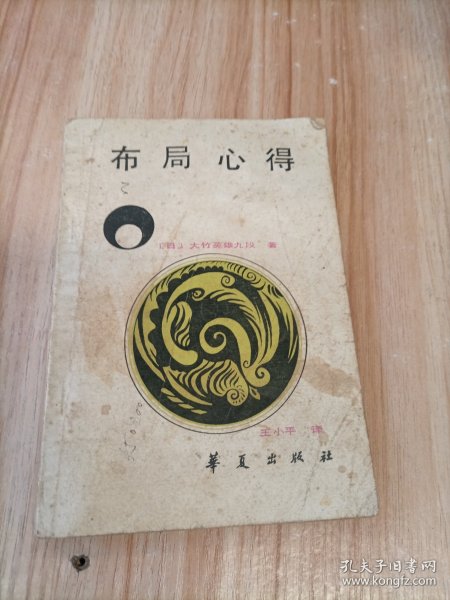 布局心得
〔日〕大竹英雄九段 著
王小平 译
華夏出版社
孔夫子旧书网
www.kongfz.com